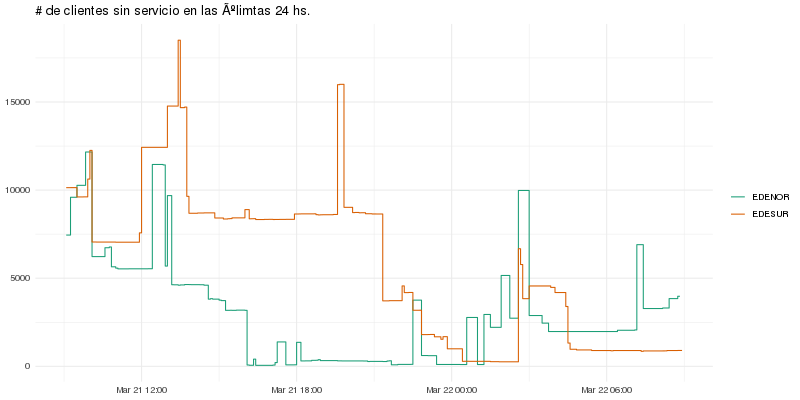 # de clientes sin servicio en las Ãºlimtas 24 hs.
15000
10000
5000
0
Mar 21 12:00
Mar 21 18:00
Mar 22 00:00
Mar 22 06:00
EDENOR
EDESUR